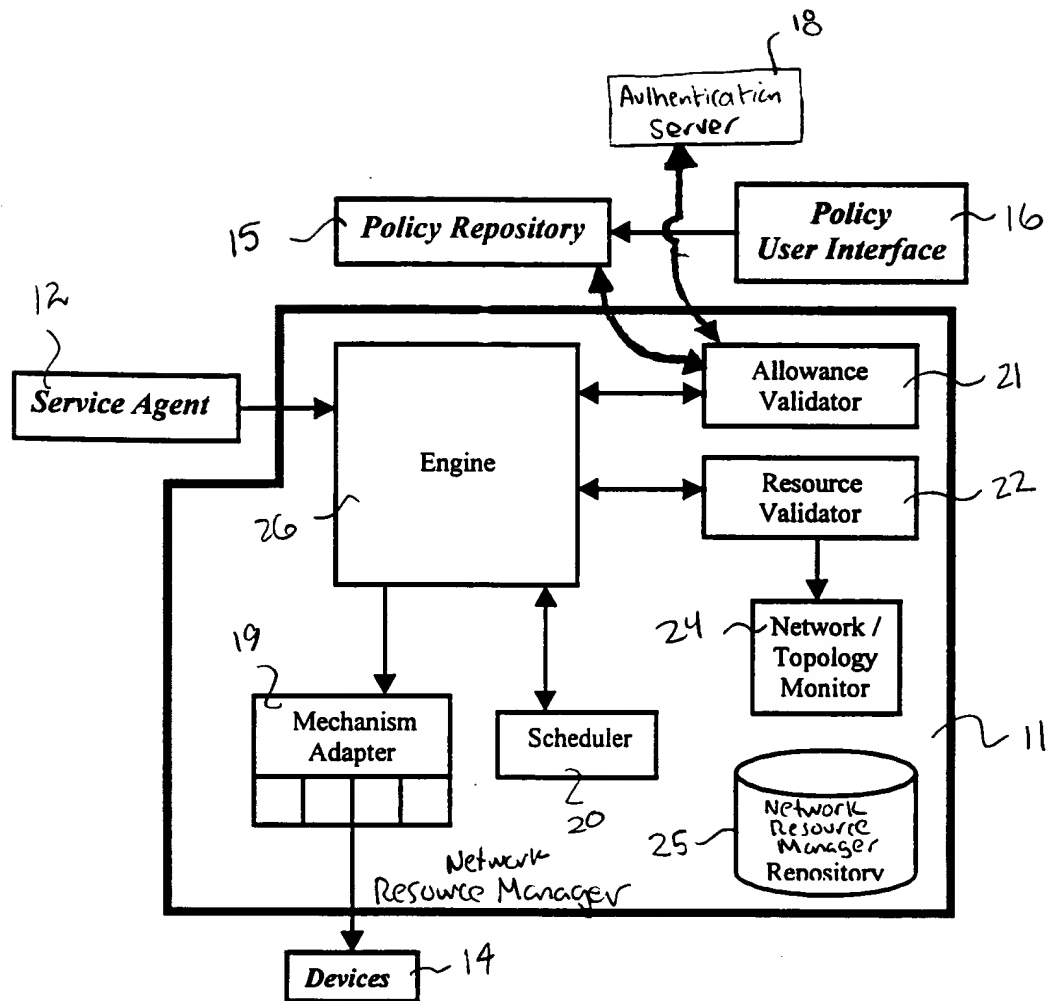 18
Authentication
Server
15
Policy Repository
Policy
User Interface
16
12
Service Agent
Engine
26
Allowance
Validator
21
Resource
Validator
22
24
Network /
Topology
Monitor
19
Mechanism
Adapter
Scheduler
20
11
25
Network
Resource
Manager
Repository
Network
Resource Manager
Devices
14